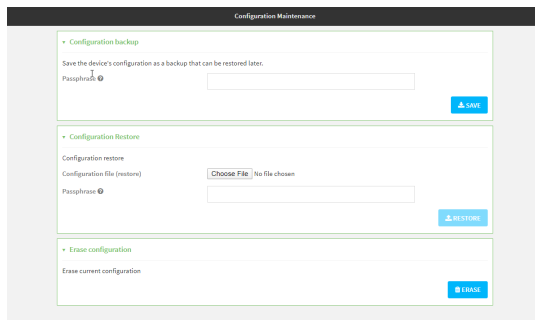 Configuration Maintenance
Configuration backup
Save the device's configuration as a backup that can be restored later.
Passphrase
SAVE
Configuration Restore
Configuration restore
Configuration file (restore) Choose File No file chosen
Passphrase
RESTORE
Erase configuration
Erase current configuration
ERASE